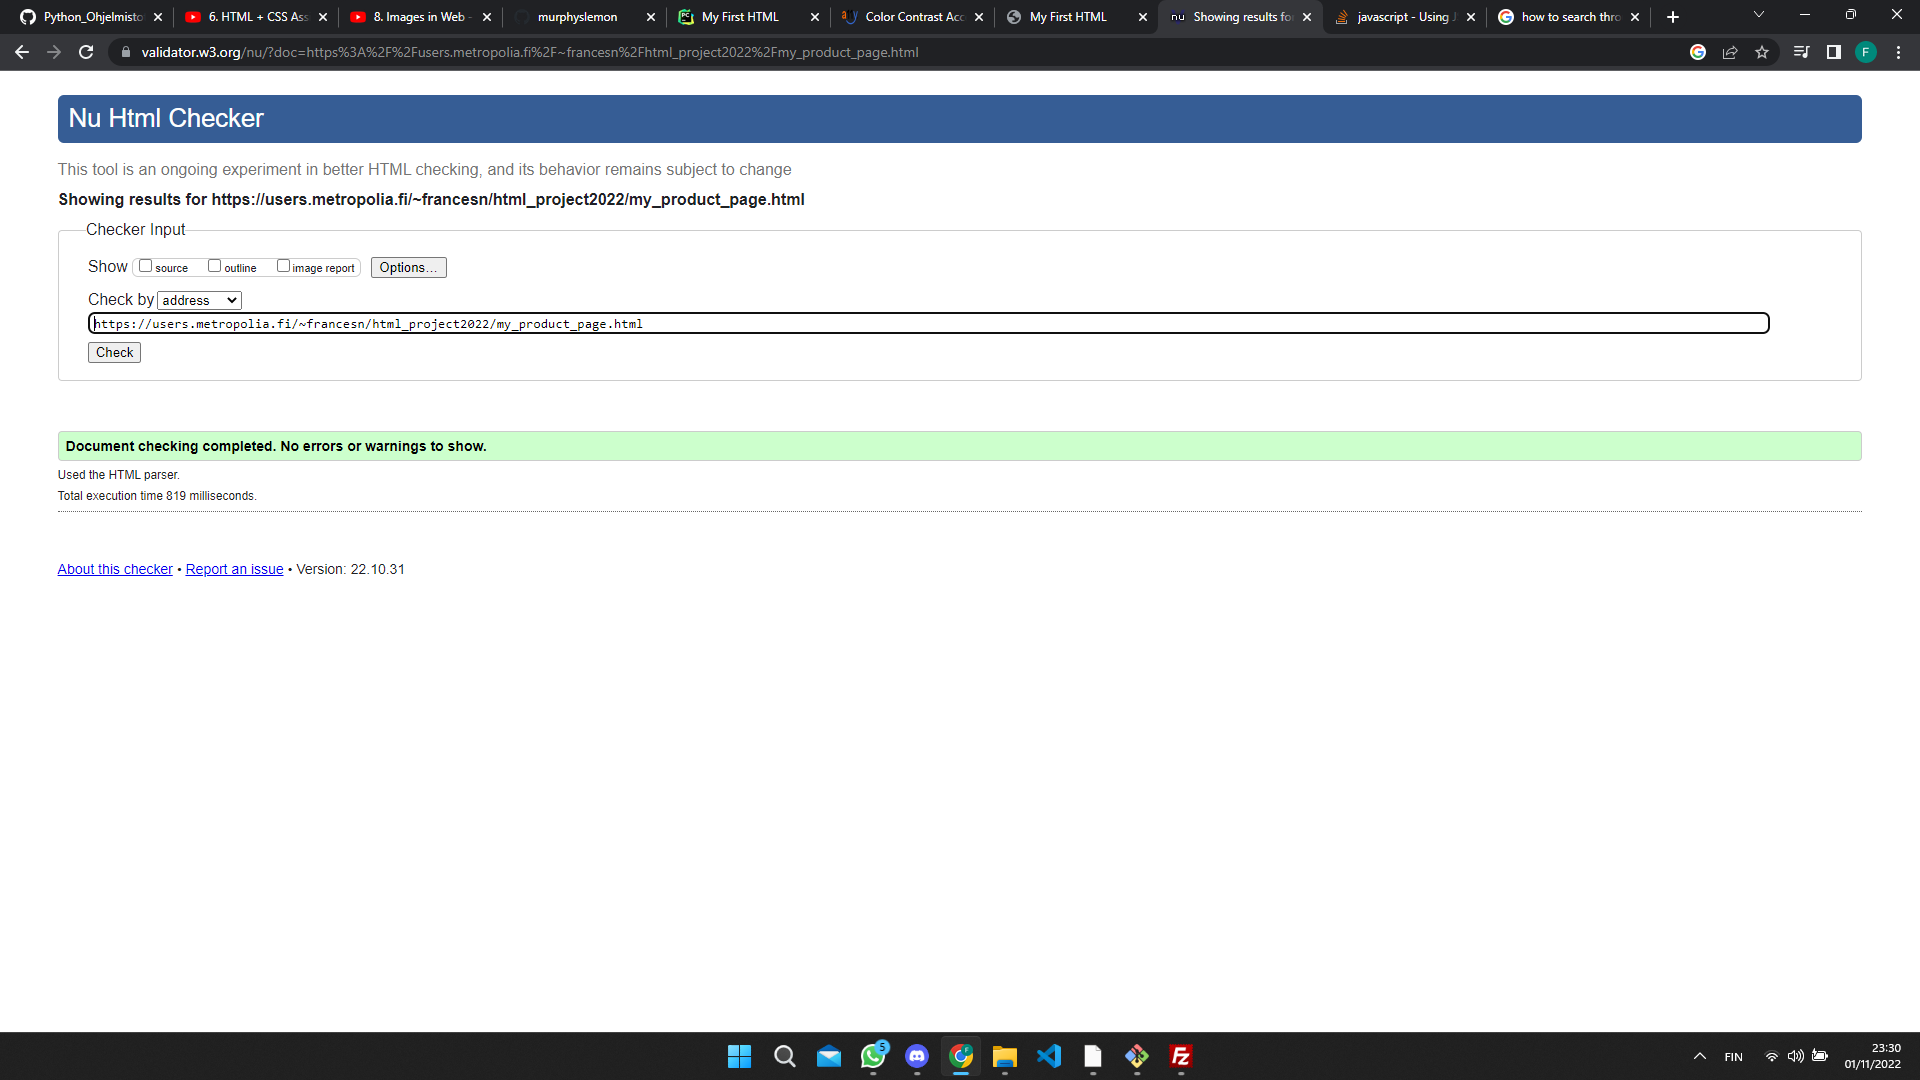 Python_Ohjelmisto
6. HTML + CSS Ass
8. Images in Web -
murphyslemon
My First HTML
Color Contrast Acc
My First HTML
Showing results for
javascript - Using J
how to search thro
validator.w3.org/nu/?doc=https%3A%2F%2Fusers.metropolia.fi%2F~francesn%2Fhtml_project2022%2Fmy_product_page.html
F
Nu Html Checker
This tool is an ongoing experiment in better HTML checking, and its behavior remains subject to change
Showing results for https://users.metropolia.fi/~francesn/html_project2022/my_product_page.html
Checker Input
Show source outline image report Options...
Check by address
https://users.metropolia.fi/~francesn/html_project2022/my_product_page.html
Check
Document checking completed. No errors or warnings to show.
Used the HTML parser.
Total execution time 819 milliseconds.
About this checker • Report an issue • Version: 22.10.31
5
FIN
23:30
01/11/2022